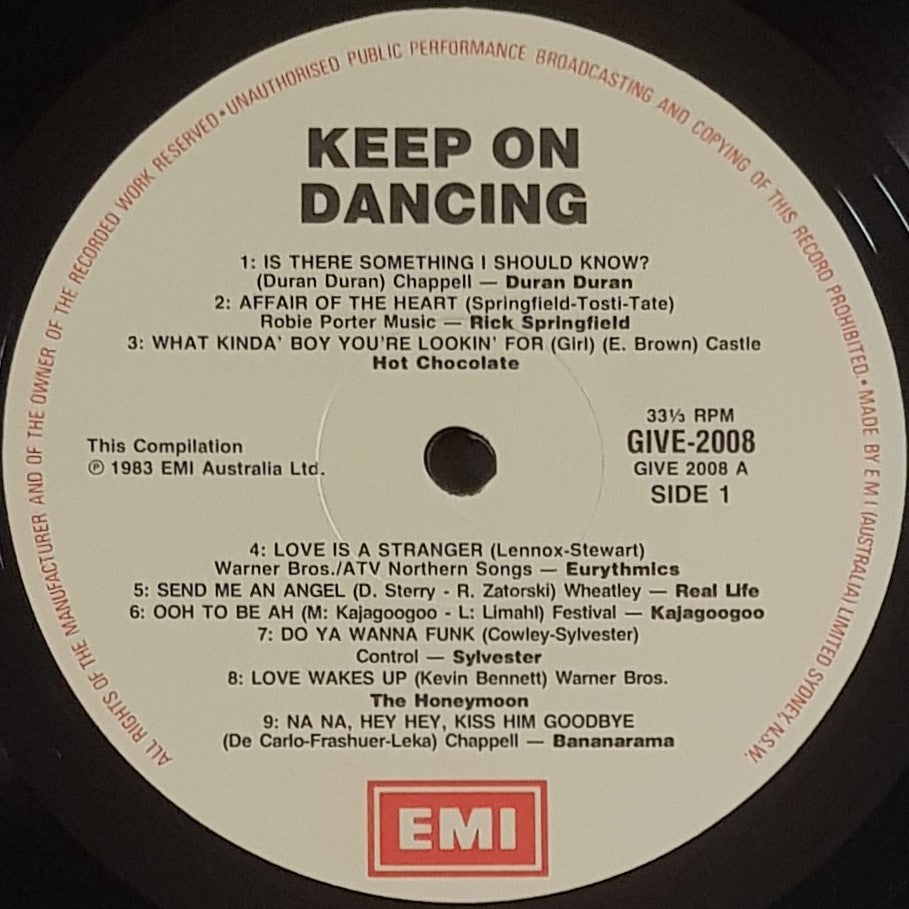 ALL RIGHTS OF THE MANUFACTURER AND OF THE OWNER OF THE RECORDED WORK RESERVED • UNAUTHORISED PUBLIC PERFORMANCE BROADCASTING AND COPYING OF THIS RECORD PROHIBITED. • MADE BY E M I (AUSTRALIA) LIMITED SYDNEY, N.S.W.
KEEP ON
DANCING
1: IS THERE SOMETHING I SHOULD KNOW?
(Duran Duran) Chappell — Duran Duran
2: AFFAIR OF THE HEART (Springfield-Tosti-Tate)
Robie Porter Music — Rick Springfield
3: WHAT KINDA' BOY YOU'RE LOOKIN' FOR (Girl) (E. Brown) Castle
Hot Chocolate
This Compilation
℗ 1983 EMI Australia Ltd.
33⅓ RPM
GIVE-2008
GIVE 2008 A
SIDE 1
4: LOVE IS A STRANGER (Lennox-Stewart)
Warner Bros./ATV Northern Songs — Eurythmics
5: SEND ME AN ANGEL (D. Sterry - R. Zatorski) Wheatley — Real Life
6: OOH TO BE AH (M: Kajagoogoo - L: Limahl) Festival — Kajagoogoo
7: DO YA WANNA FUNK (Cowley-Sylvester)
Control — Sylvester
8: LOVE WAKES UP (Kevin Bennett) Warner Bros.
The Honeymoon
9: NA NA, HEY HEY, KISS HIM GOODBYE
(De Carlo-Frashuer-Leka) Chappell — Bananarama
EMI